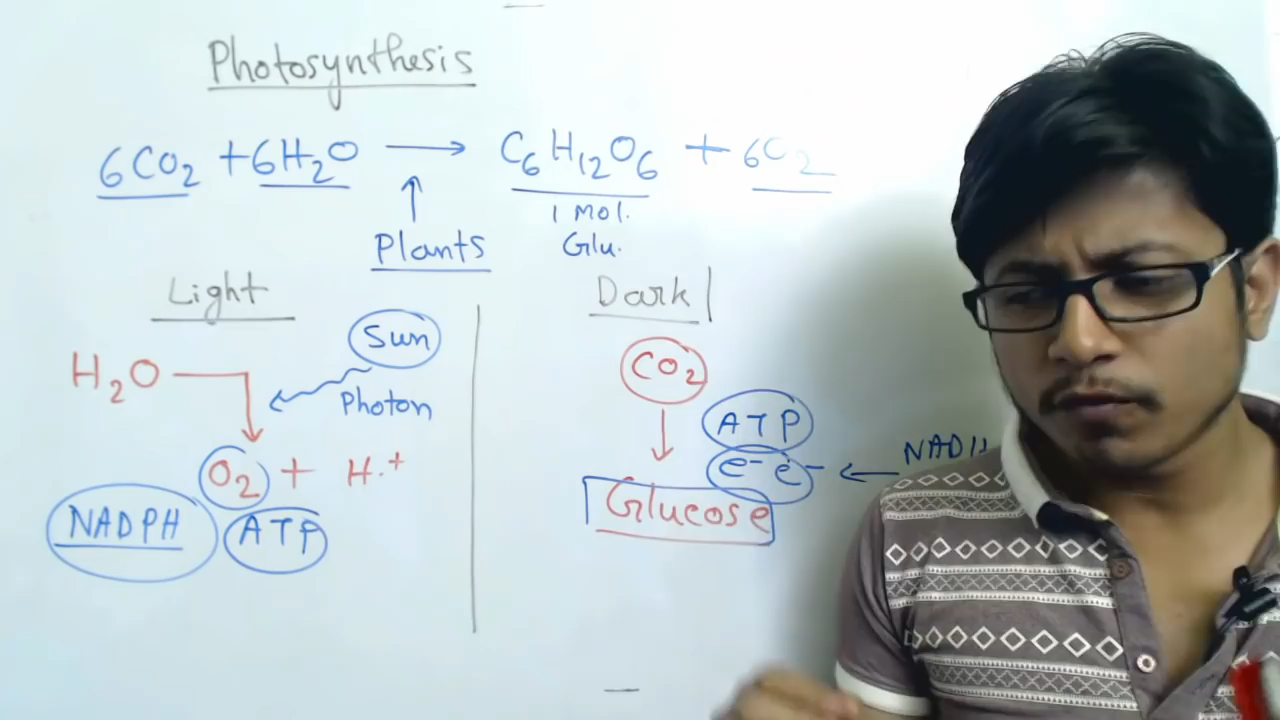 Photosynthesis
6CO2 + 6H2O → C6H12O6 + 6O2
1 Mol.
Glu.
Plants
Light
Dark
Sun
H2O
Photon
CO2
ATP
O2 + H.+
e- e- ←
NADPH
ATP
Glucose